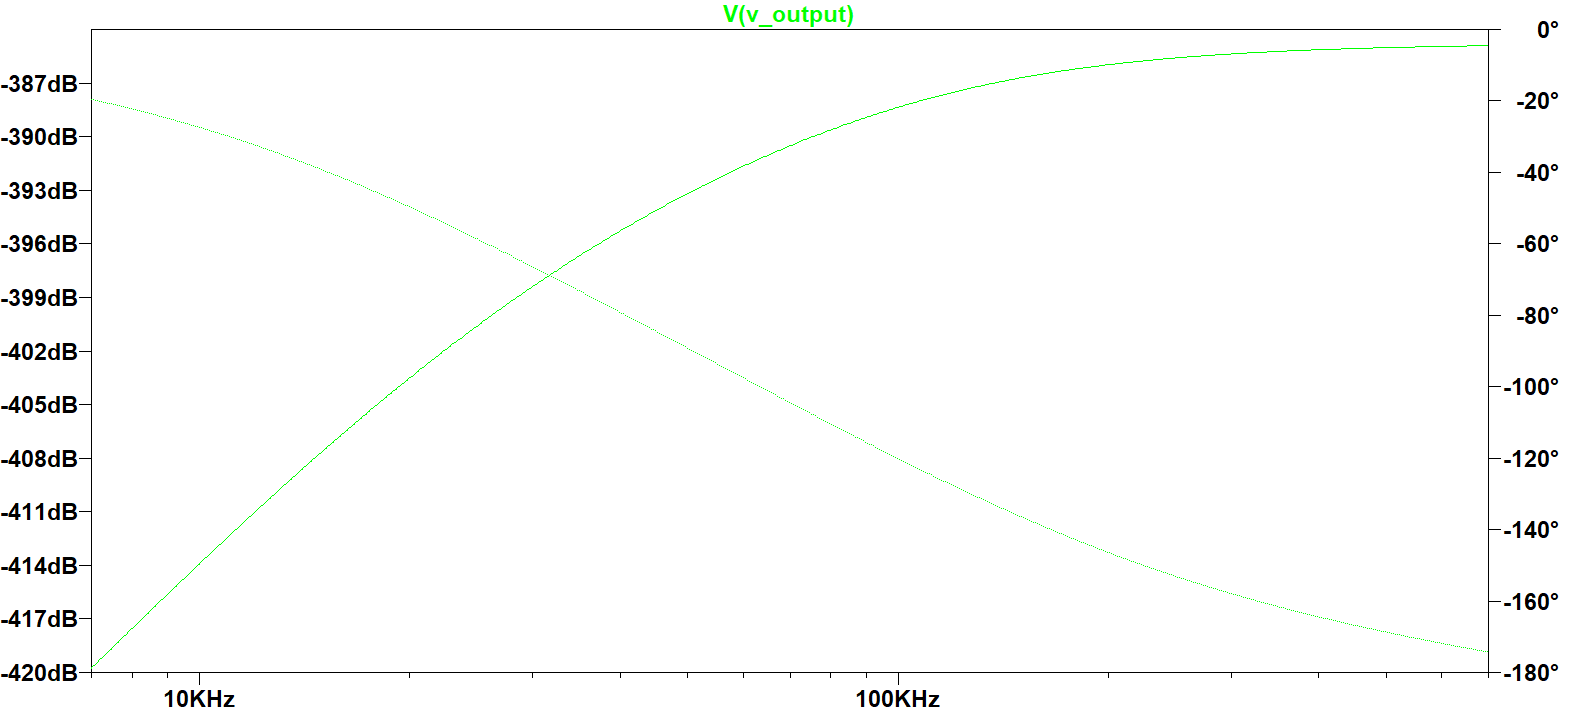 V(v_output)
-387dB
-390dB
-393dB
-396dB
-399dB
-402dB
-405dB
-408dB
-411dB
-414dB
-417dB
-420dB
0°
-20°
-40°
-60°
-80°
-100°
-120°
-140°
-160°
-180°
10KHz
100KHz